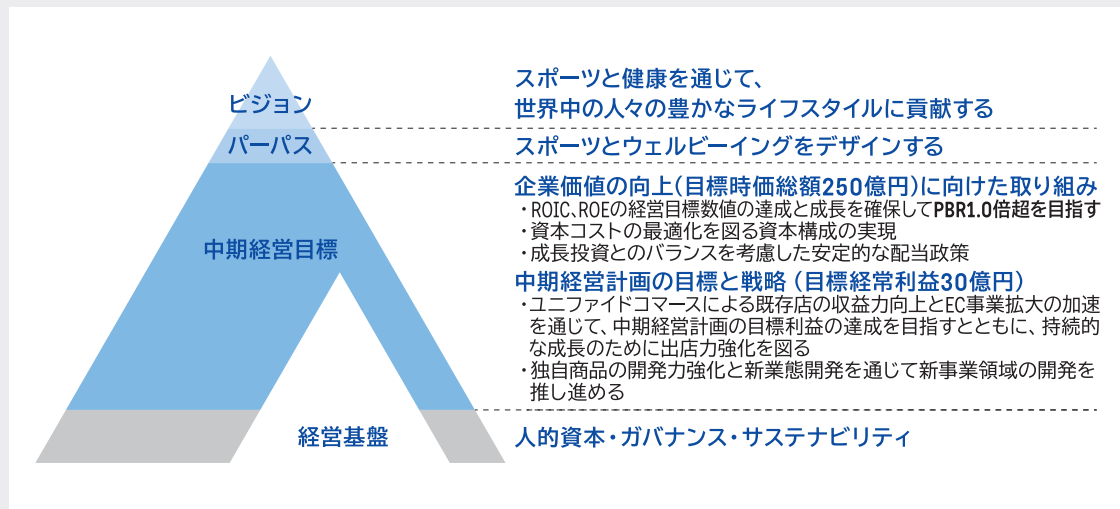 ビジョン
スポーツと健康を通じて、
世界中の人々の豊かなライフスタイルに貢献する
パーパス
スポーツとウェルビーイングをデザインする
中期経営目標
企業価値の向上(目標時価総額250億円)に向けた取り組み
・ROIC、ROEの経営目標数値の達成と成長を確保してPBR1.0倍超を目指す
・資本コストの最適化を図る資本構成の実現
・成長投資とのバランスを考慮した安定的な配当政策
中期経営計画の目標と戦略(目標経常利益30億円)
・ユニファイドコマースによる既存店の収益力向上とEC事業拡大の加速
を通じて、中期経営計画の目標利益の達成を目指すとともに、持続的
な成長のために出店力強化を図る
・独自商品の開発力強化と新業態開発を通じて新事業領域の開発を
推し進める
経営基盤
人的資本・ガバナンス・サステナビリティ